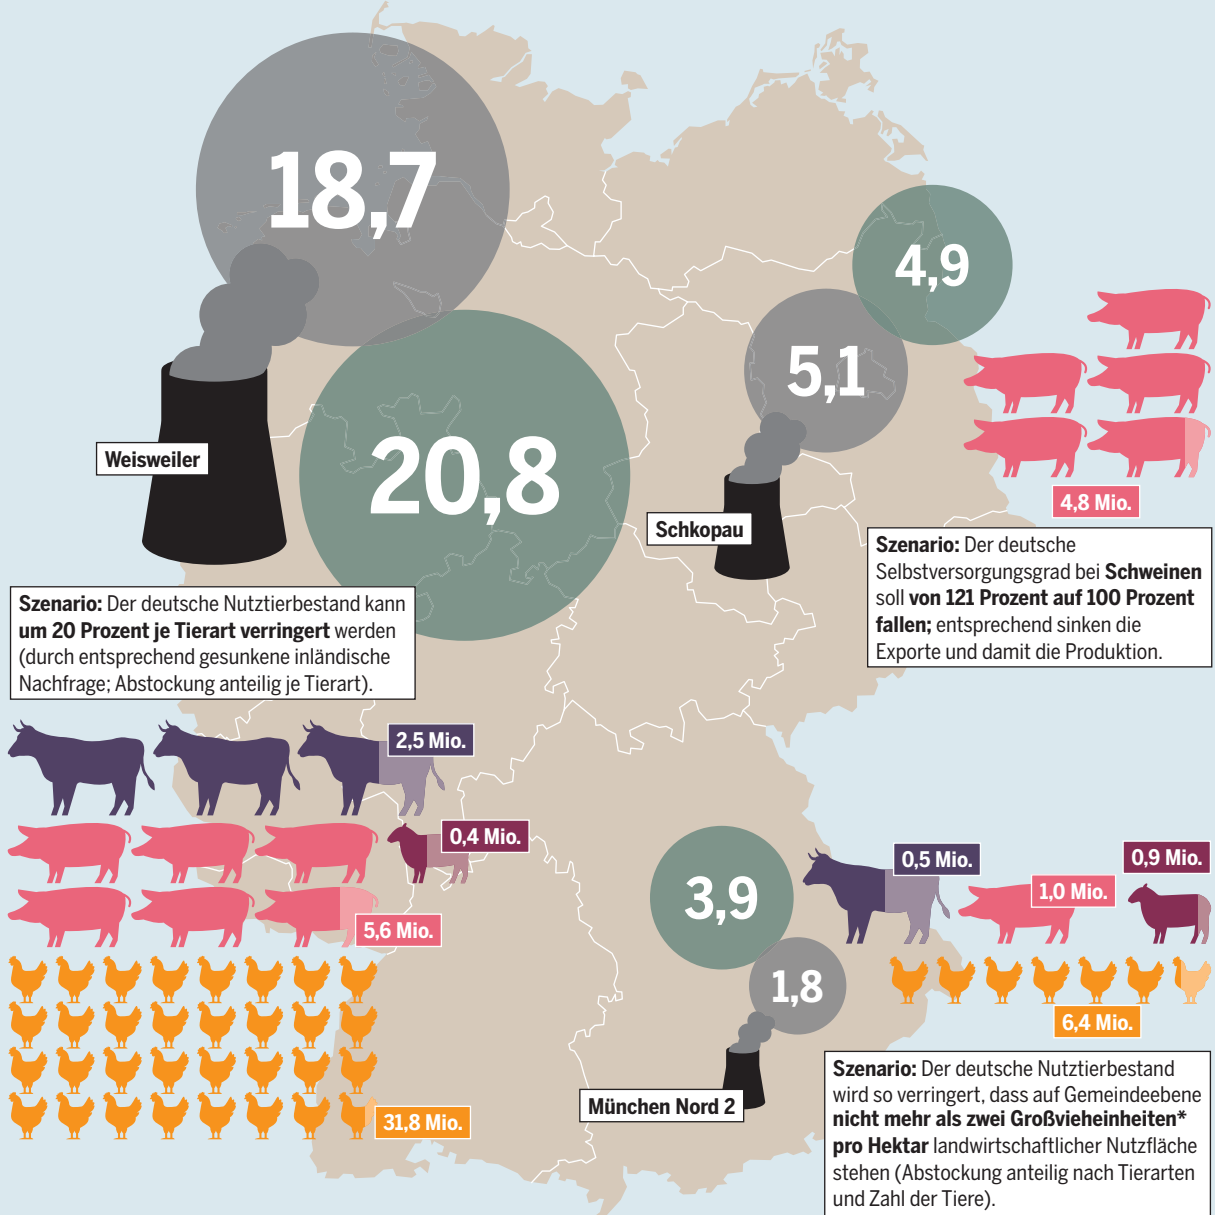 18,7
4,9
5,1
Weisweiler
20,8
4,8 Mio.
Schkopau
Szenario: Der deutsche
Selbstversorgungsgrad bei Schweinen
soll von 121 Prozent auf 100 Prozent
fallen; entsprechend sinken die
Exporte und damit die Produktion.
Szenario: Der deutsche Nutztierbestand kann
um 20 Prozent je Tierart verringert werden
(durch entsprechend gesunkene inländische
Nachfrage; Abstockung anteilig je Tierart).
2,5 Mio.
0,4 Mio.
5,6 Mio.
31,8 Mio.
3,9
0,5 Mio.
1,0 Mio.
0,9 Mio.
1,8
6,4 Mio.
München Nord 2
Szenario: Der deutsche Nutztierbestand
wird so verringert, dass auf Gemeindeebene
nicht mehr als zwei Großvieheinheiten*
pro Hektar landwirtschaftlicher Nutzfläche
stehen (Abstockung anteilig nach Tierarten
und Zahl der Tiere).